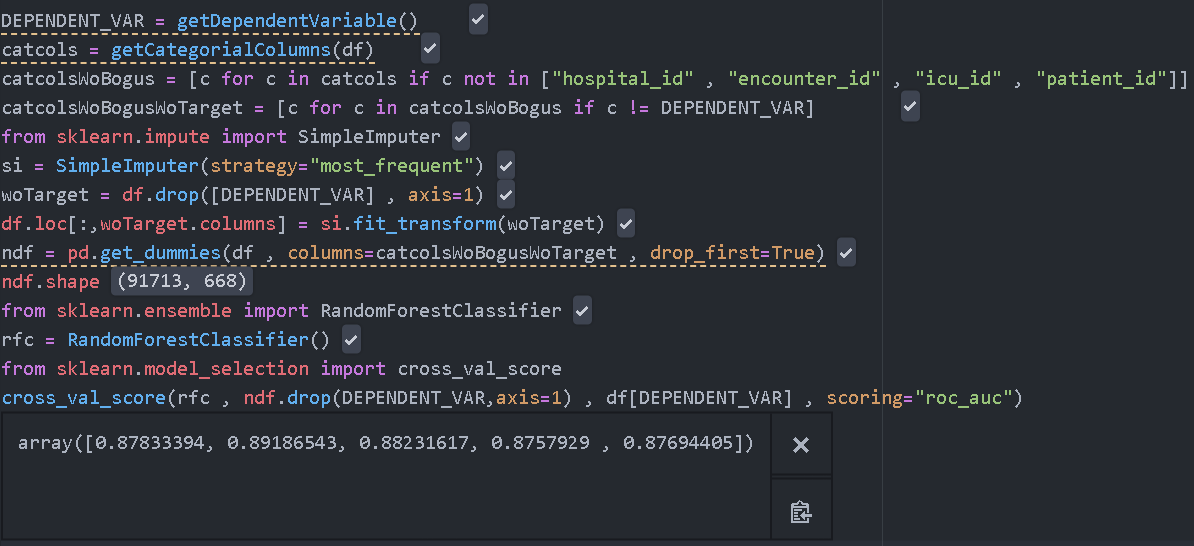 DEPENDENT_VAR = getDependentVariable()
catcols = getCategorialColumns(df)
catcolsWoBogus = [c for c in catcols if c not in ["hospital_id" , "encounter_id" , "icu_id" , "patient_id"]]
catcolsWoBogusWoTarget = [c for c in catcolsWoBogus if c != DEPENDENT_VAR]
from sklearn.impute import SimpleImputer
si = SimpleImputer(strategy="most_frequent")
woTarget = df.drop([DEPENDENT_VAR] , axis=1)
df.loc[:,woTarget.columns] = si.fit_transform(woTarget)
ndf = pd.get_dummies(df , columns=catcolsWoBogusWoTarget , drop_first=True)
ndf.shape (91713, 668)
from sklearn.ensemble import RandomForestClassifier
rfc = RandomForestClassifier()
from sklearn.model_selection import cross_val_score
cross_val_score(rfc , ndf.drop(DEPENDENT_VAR,axis=1) , df[DEPENDENT_VAR] , scoring="roc_auc")
array([0.87833394, 0.89186543, 0.88231617, 0.8757929 , 0.87694405])